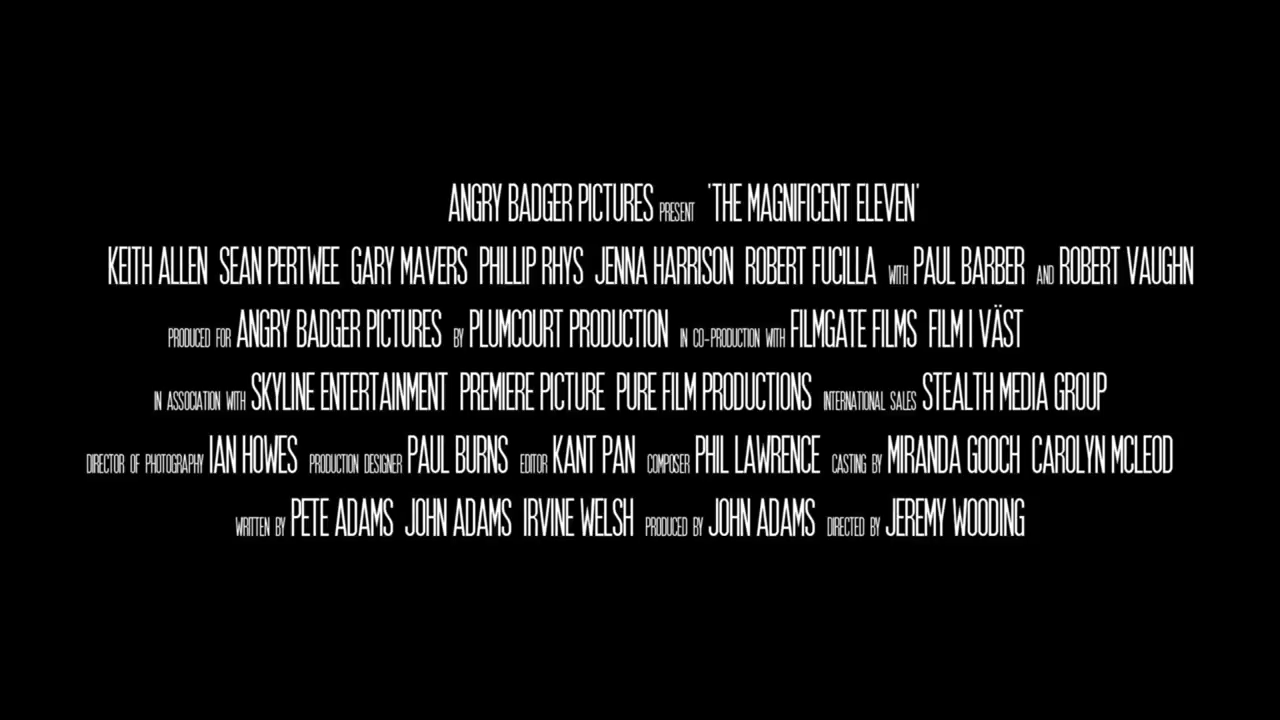 ANGRY BADGER PICTURES PRESENT 'THE MAGNIFICENT ELEVEN'
KEITH ALLEN SEAN PERTWEE GARY MAVERS PHILLIP RHYS JENNA HARRISON ROBERT FUCILLA WITH PAUL BARBER AND ROBERT VAUGHN
PRODUCED FOR ANGRY BADGER PICTURES BY PLUMCOURT PRODUCTION IN CO-PRODUCTION WITH FILMGATE FILMS FILM I VÄST
IN ASSOCIATION WITH SKYLINE ENTERTAINMENT PREMIERE PICTURE PURE FILM PRODUCTIONS INTERNATIONAL SALES STEALTH MEDIA GROUP
DIRECTOR OF PHOTOGRAPHY IAN HOWES PRODUCTION DESIGNER PAUL BURNS EDITOR KANT PAN COMPOSER PHIL LAWRENCE CASTING BY MIRANDA GOOCH CAROLYN MCLEOD
WRITTEN BY PETE ADAMS JOHN ADAMS IRVINE WELSH PRODUCED BY JOHN ADAMS DIRECTED BY JEREMY WOODING